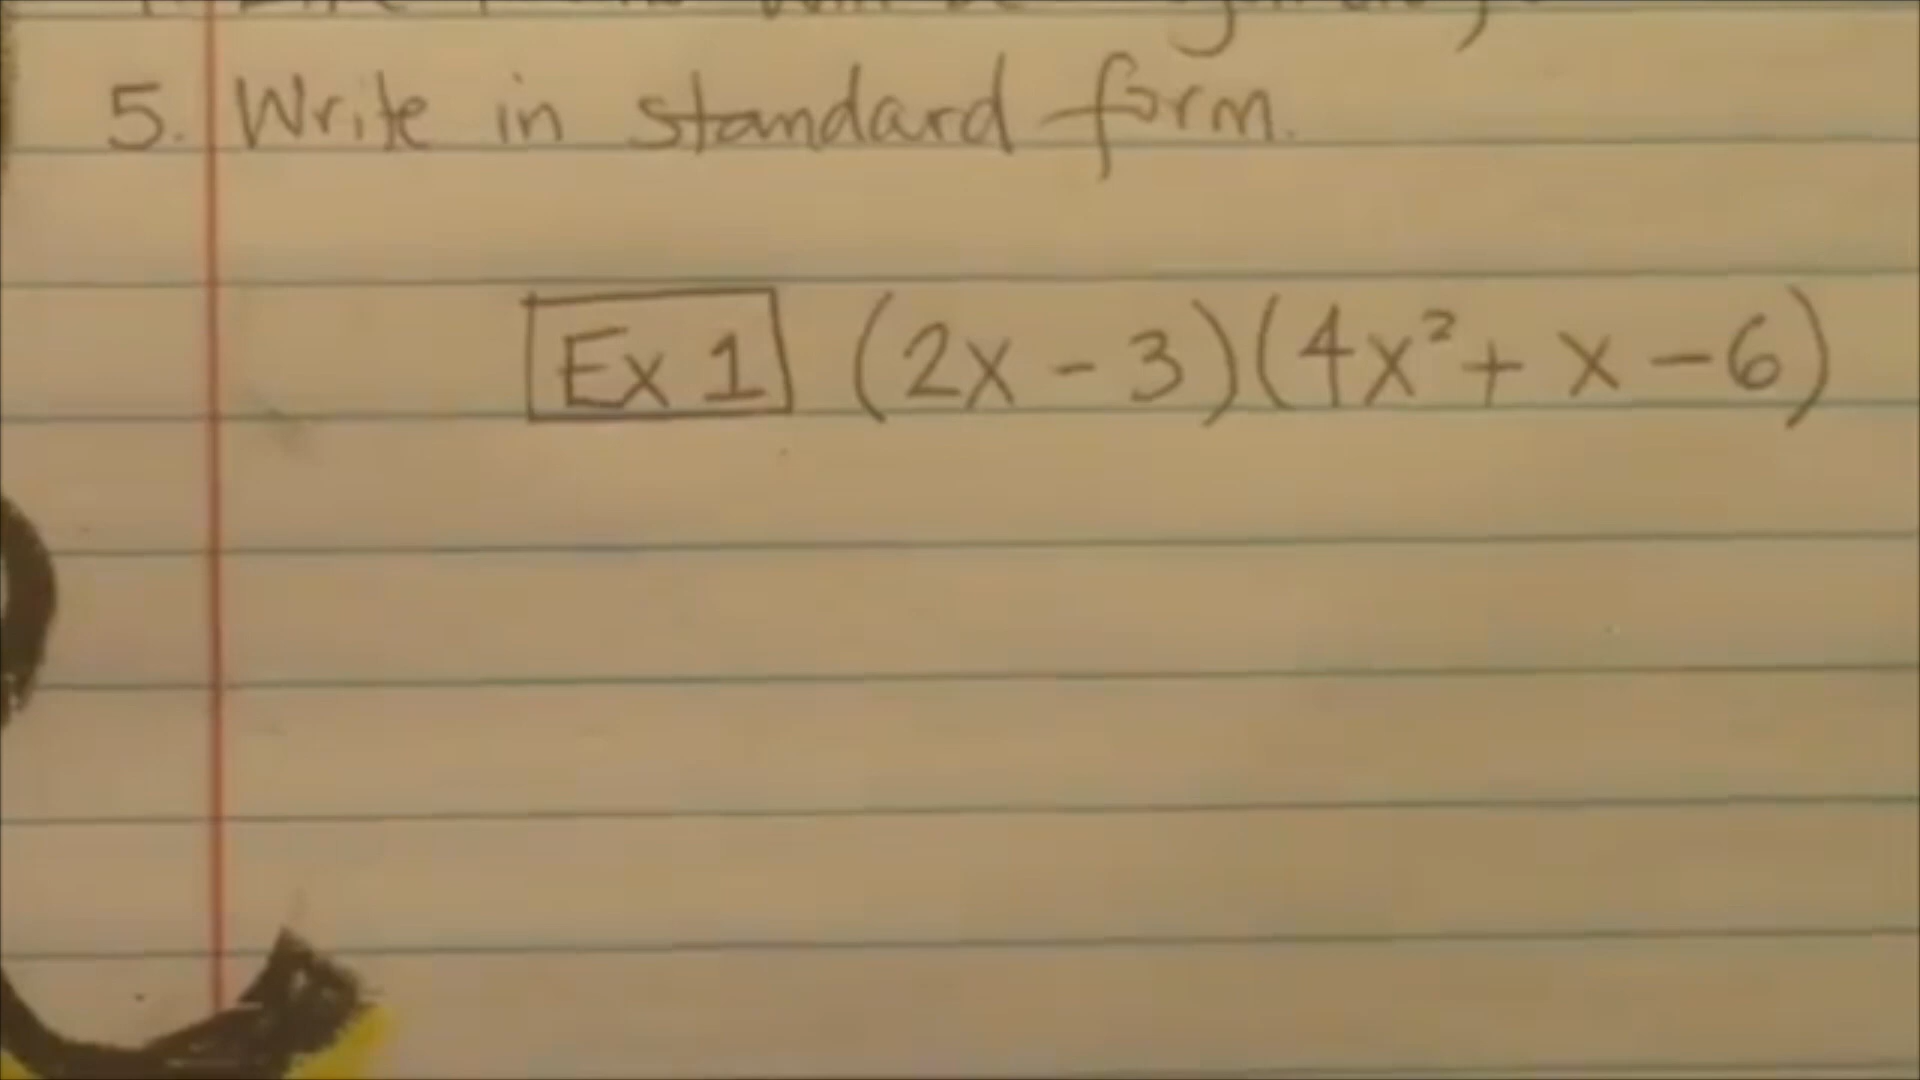 5. Write in standard form.
Ex 1 (2x - 3)(4x² + x - 6)